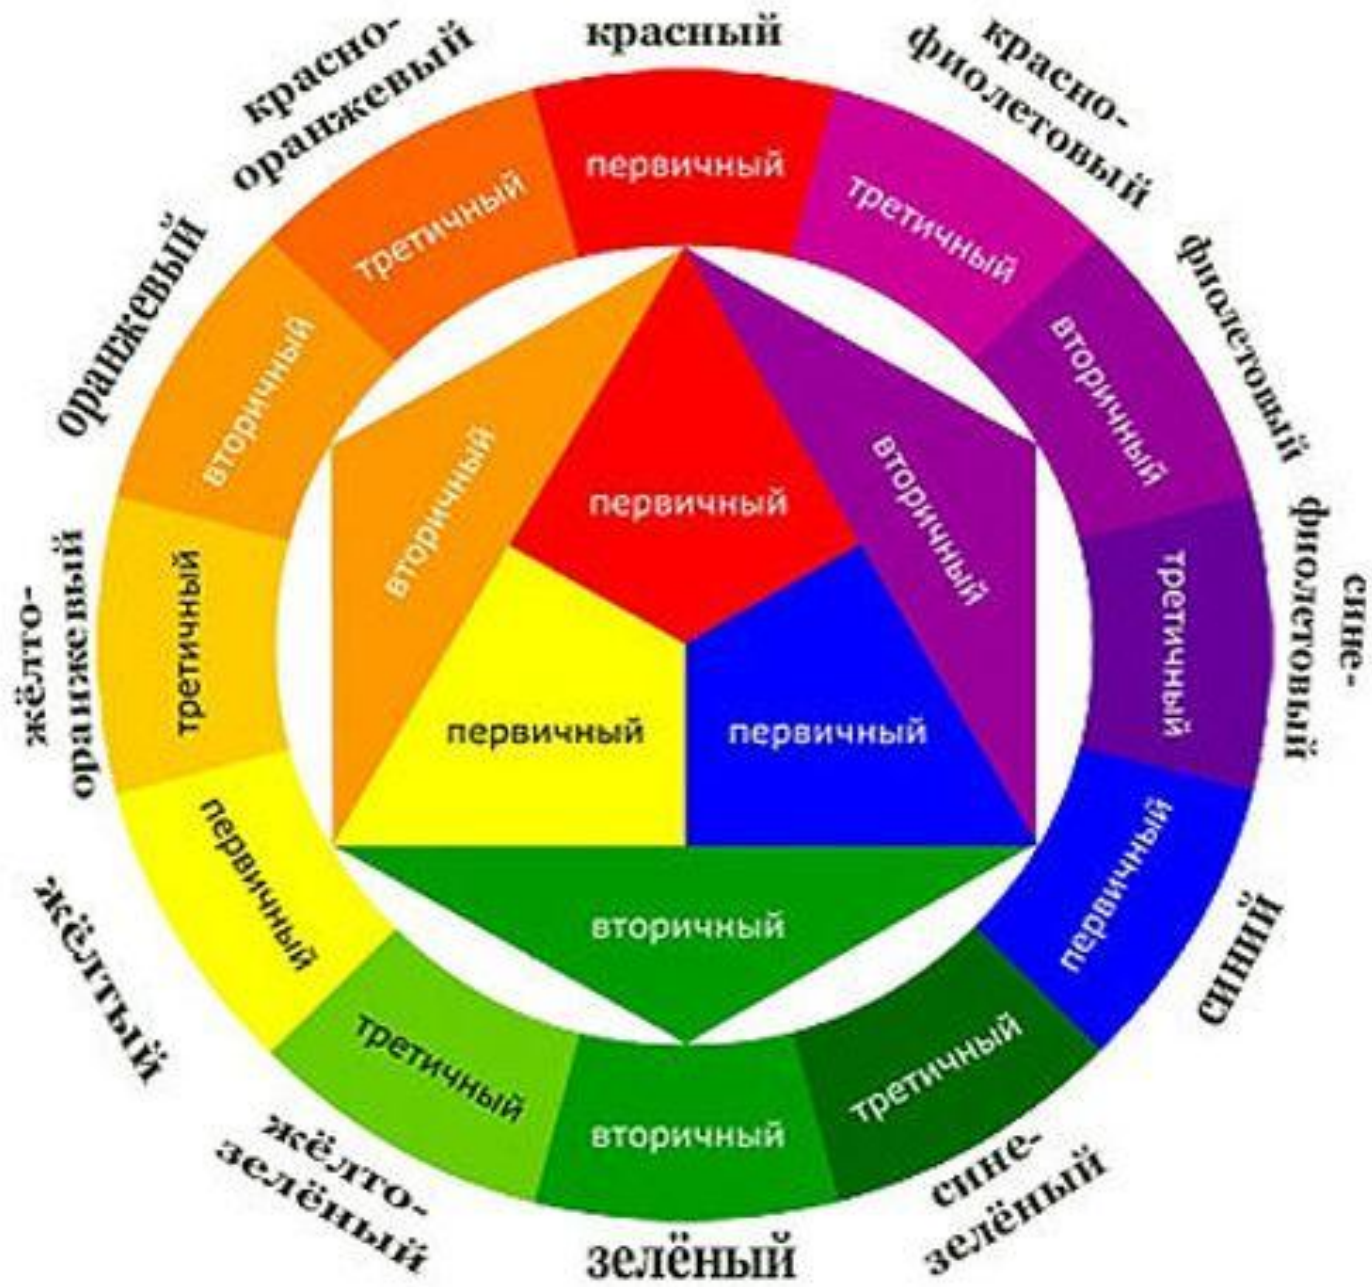 красный
красно-
фиолетовый
фиолетовый
сине-
фиолетовый
синий
сине-
зелёный
зелёный
жёлто-
зелёный
жёлтый
жёлто-
оранжевый
оранжевый
красно-
оранжевый
первичный
третичный
вторичный
третичный
первичный
третичный
вторичный
третичный
первичный
третичный
вторичный
третичный
первичный
вторичный
первичный
вторичный
первичный
вторичный